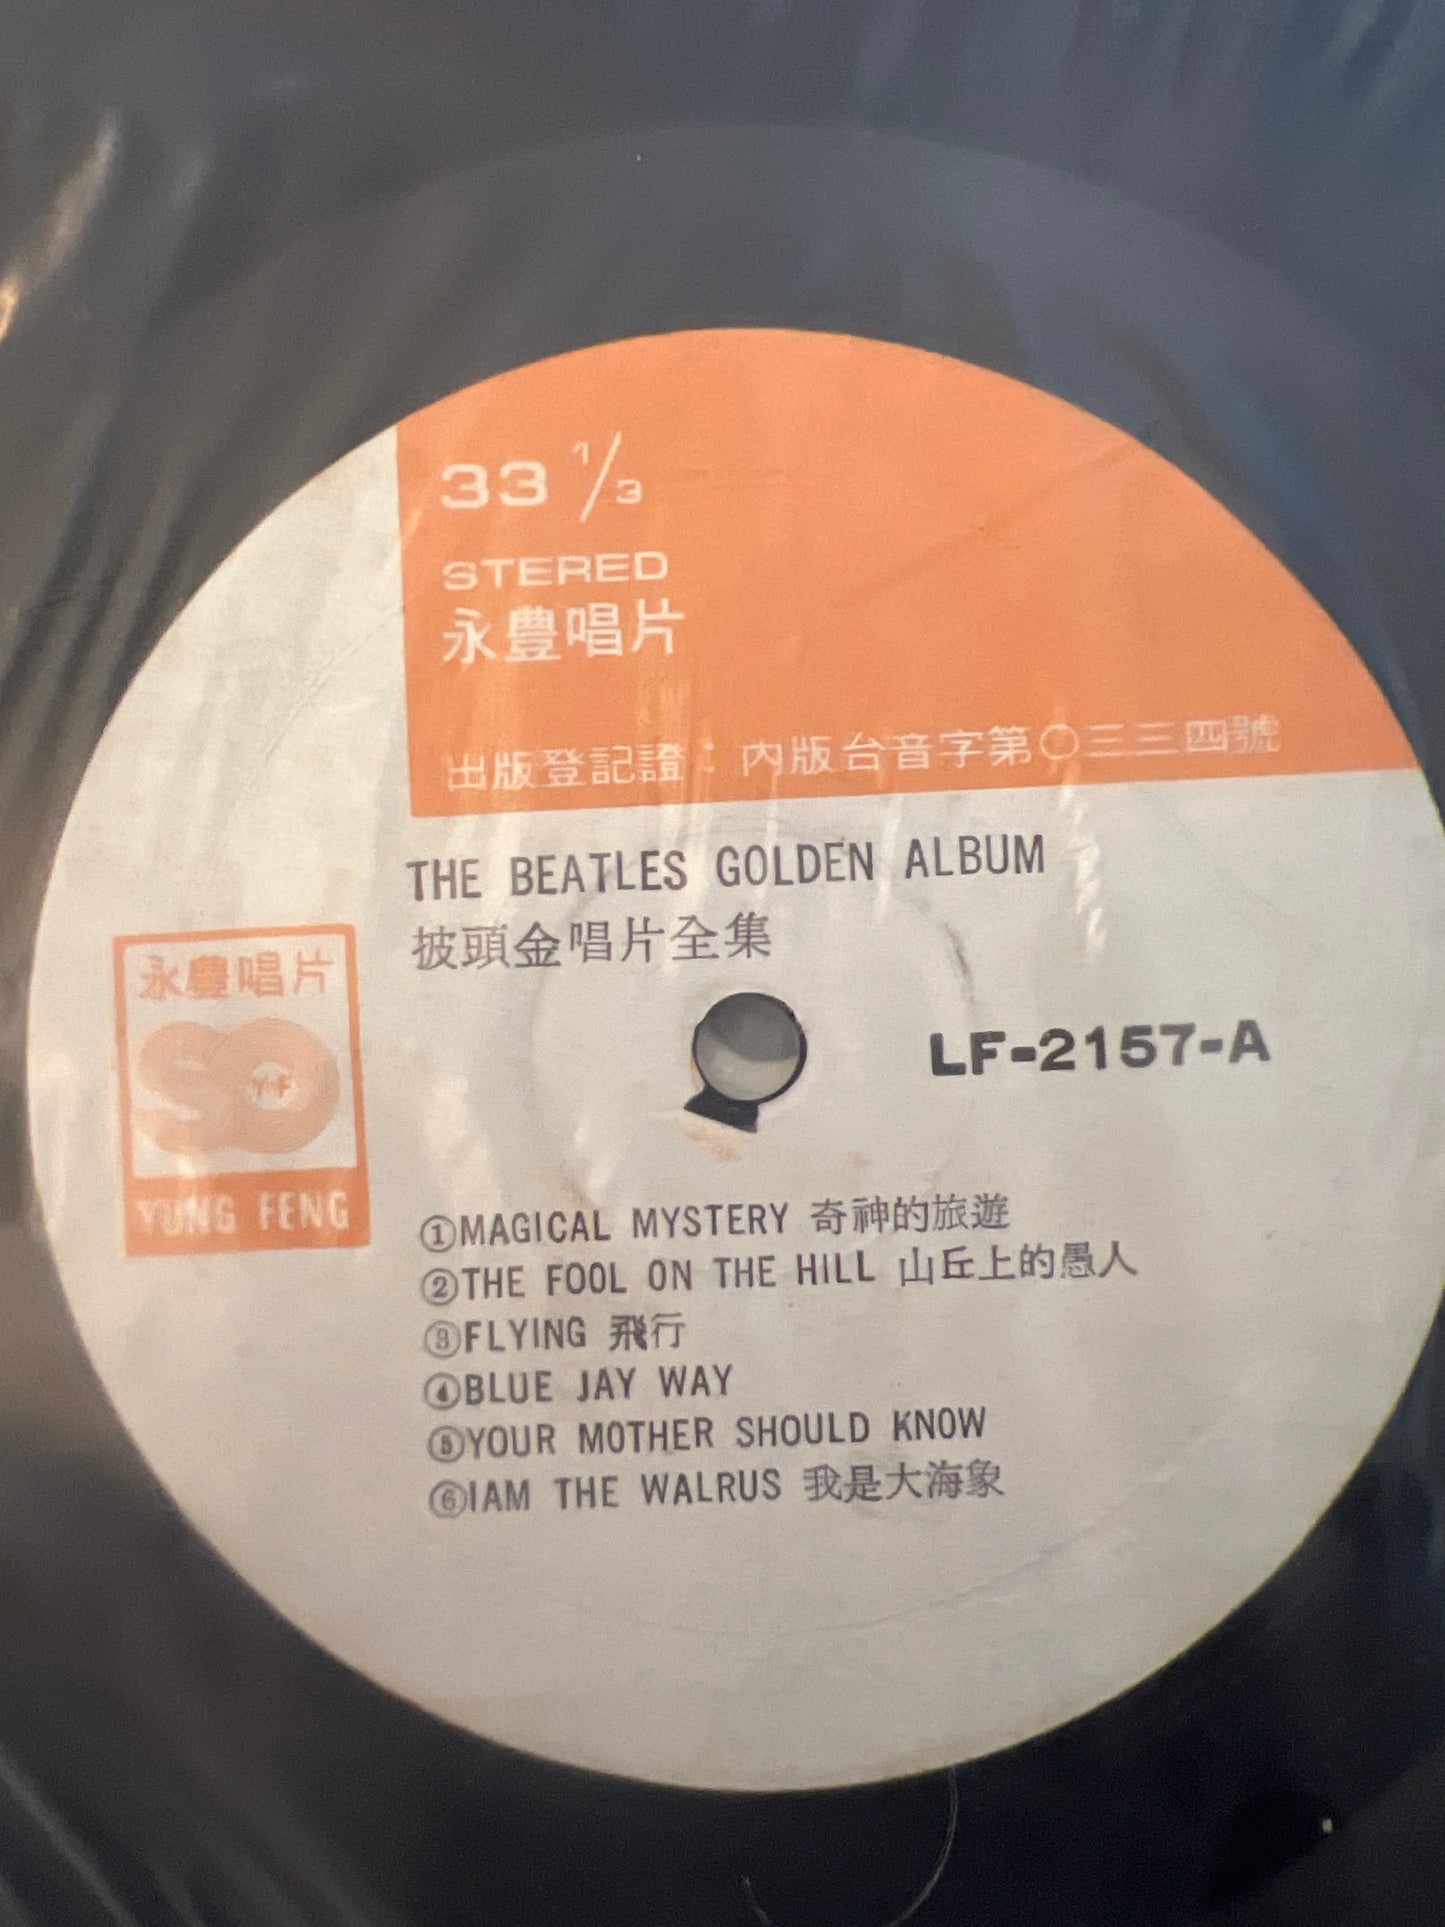 33 1/3
STERED
永豊唱片
出版登記證：內版台音字第〇三三四號
THE BEATLES GOLDEN ALBUM
披頭金唱片全集
永豊唱片
Y-F
YUNG FENG
LF-2157-A
①MAGICAL MYSTERY 奇神的旅遊
②THE FOOL ON THE HILL 山丘上的愚人
③FLYING 飛行
④BLUE JAY WAY
⑤YOUR MOTHER SHOULD KNOW
⑥IAM THE WALRUS 我是大海象